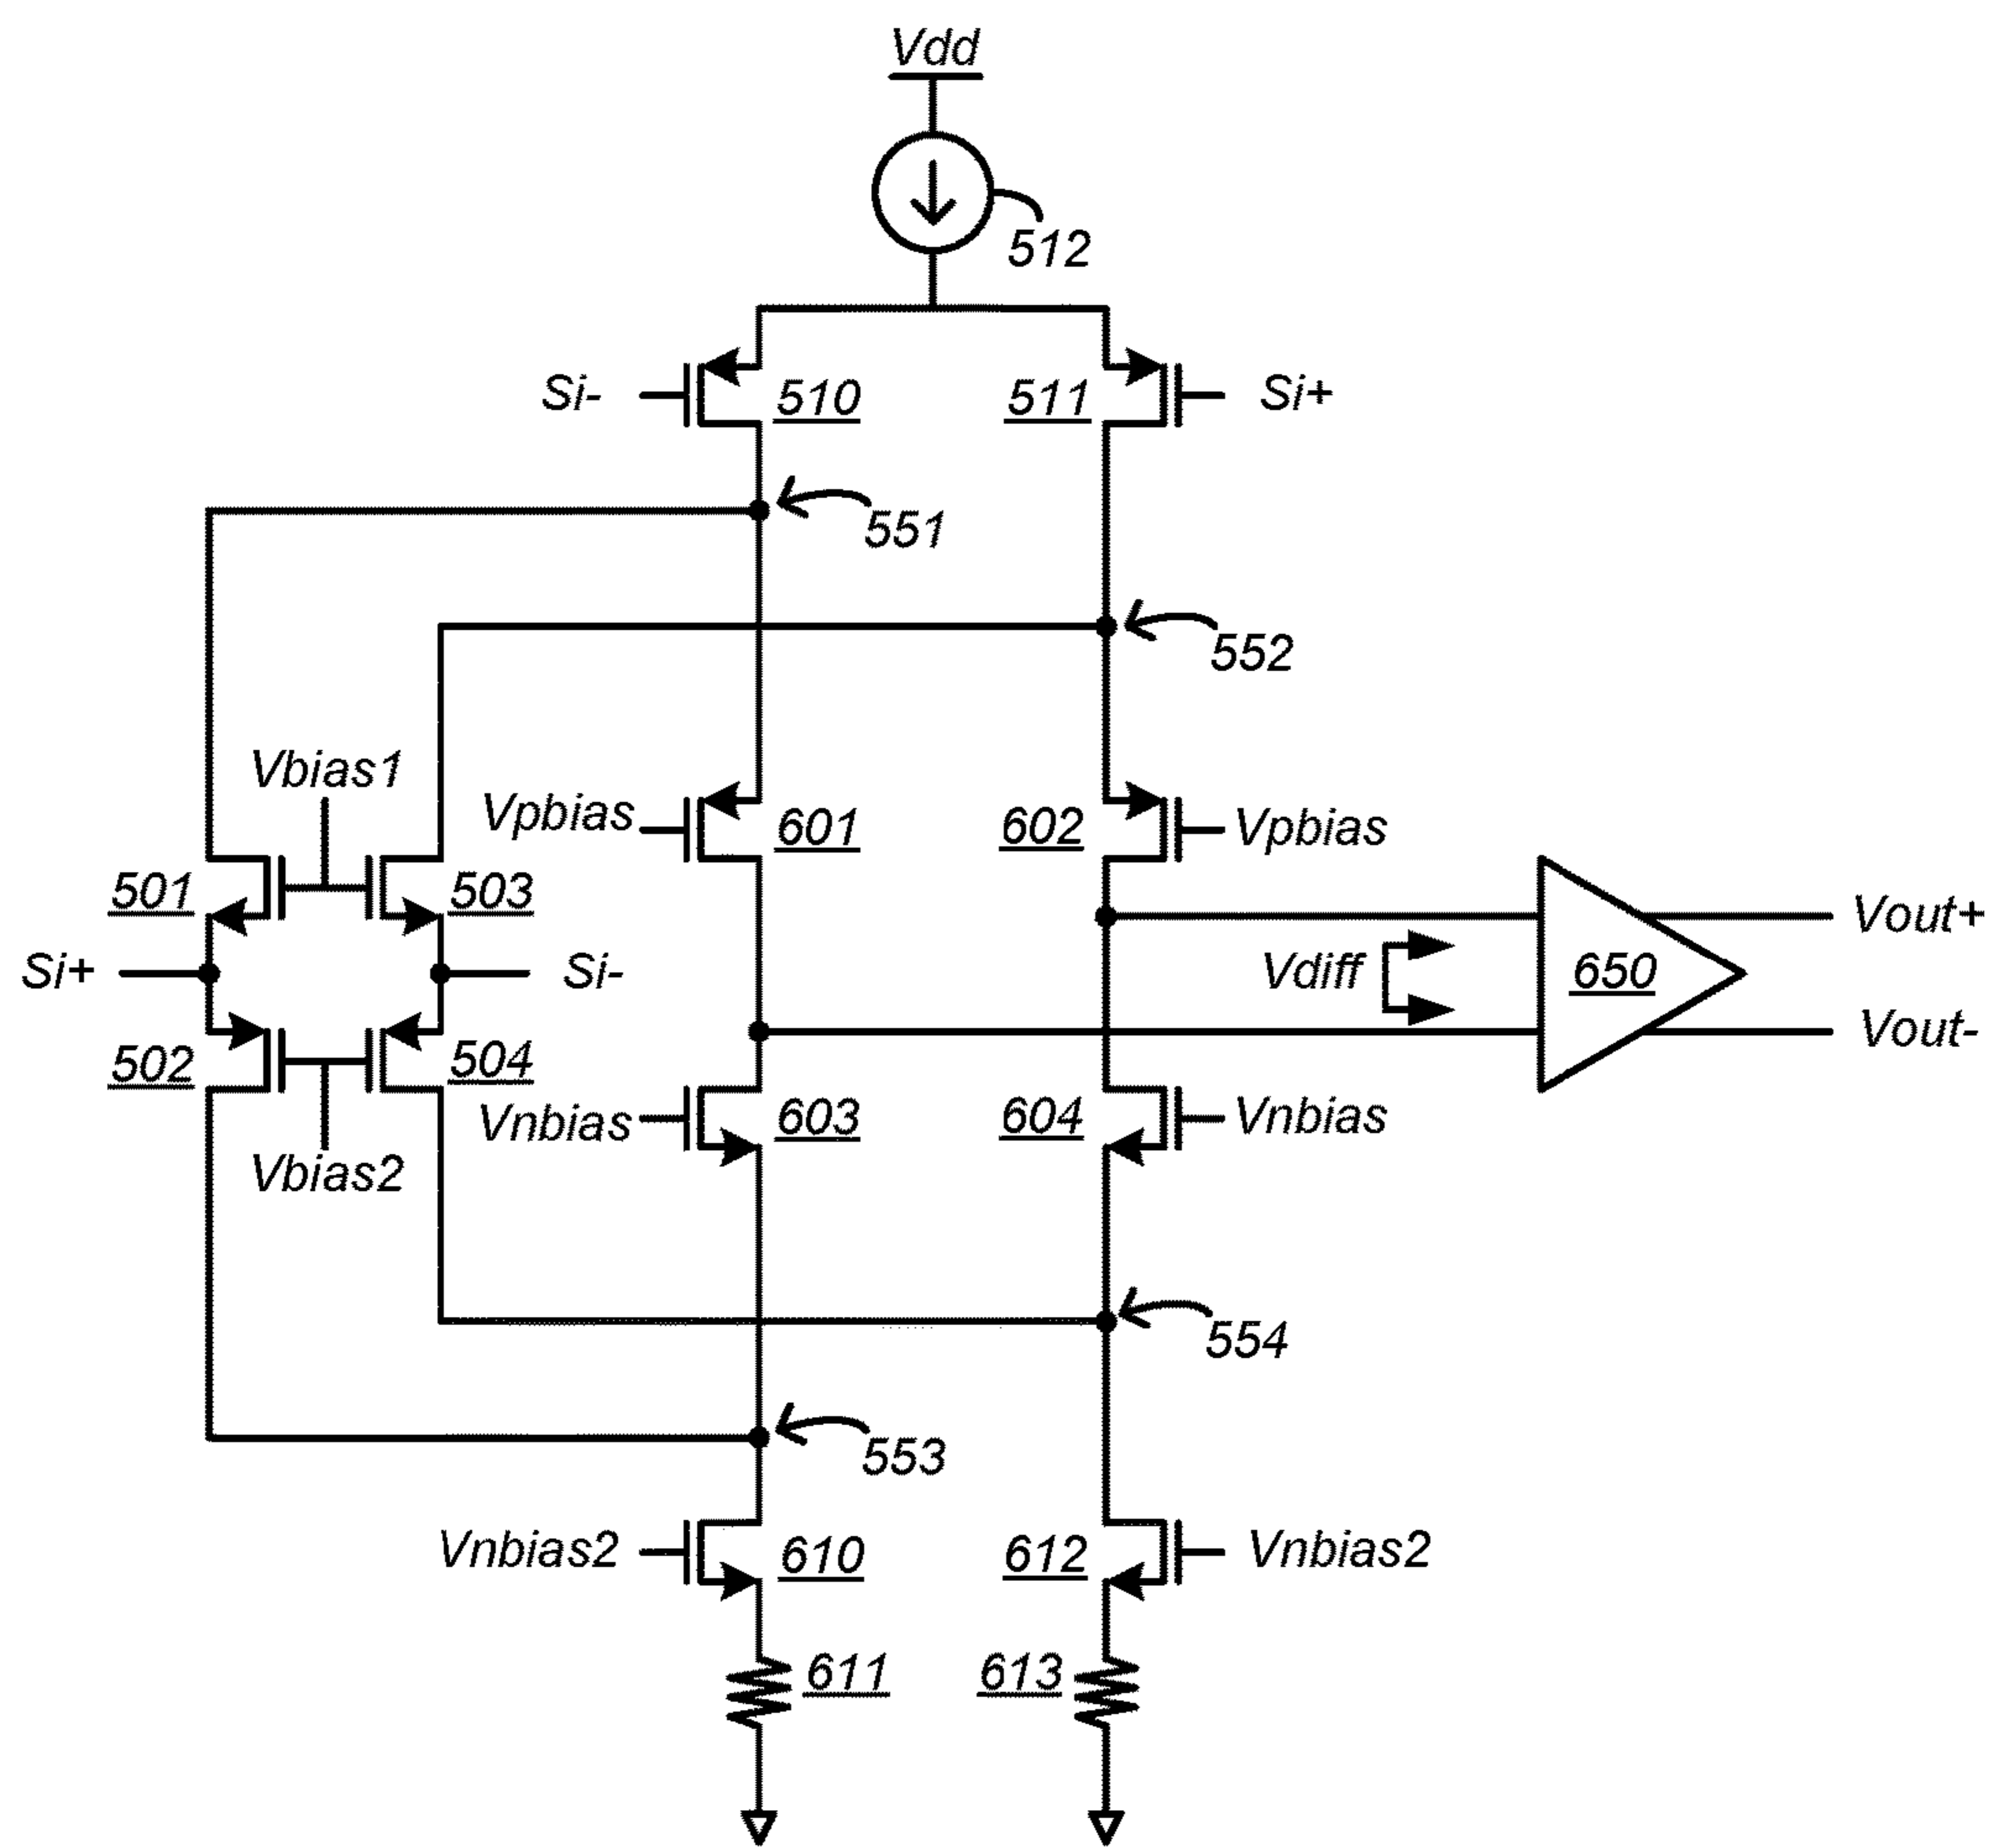 Vdd
512
Si-
510
511
Si+
551
552
Vbias1
Vpbias
601
602
Vpbias
501
503
Vout+
Si+
Si-
Vdiff
650
502
504
Vout-
Vnbias
603
604
Vnbias
Vbias2
554
553
Vnbias2
610
612
Vnbias2
611
613